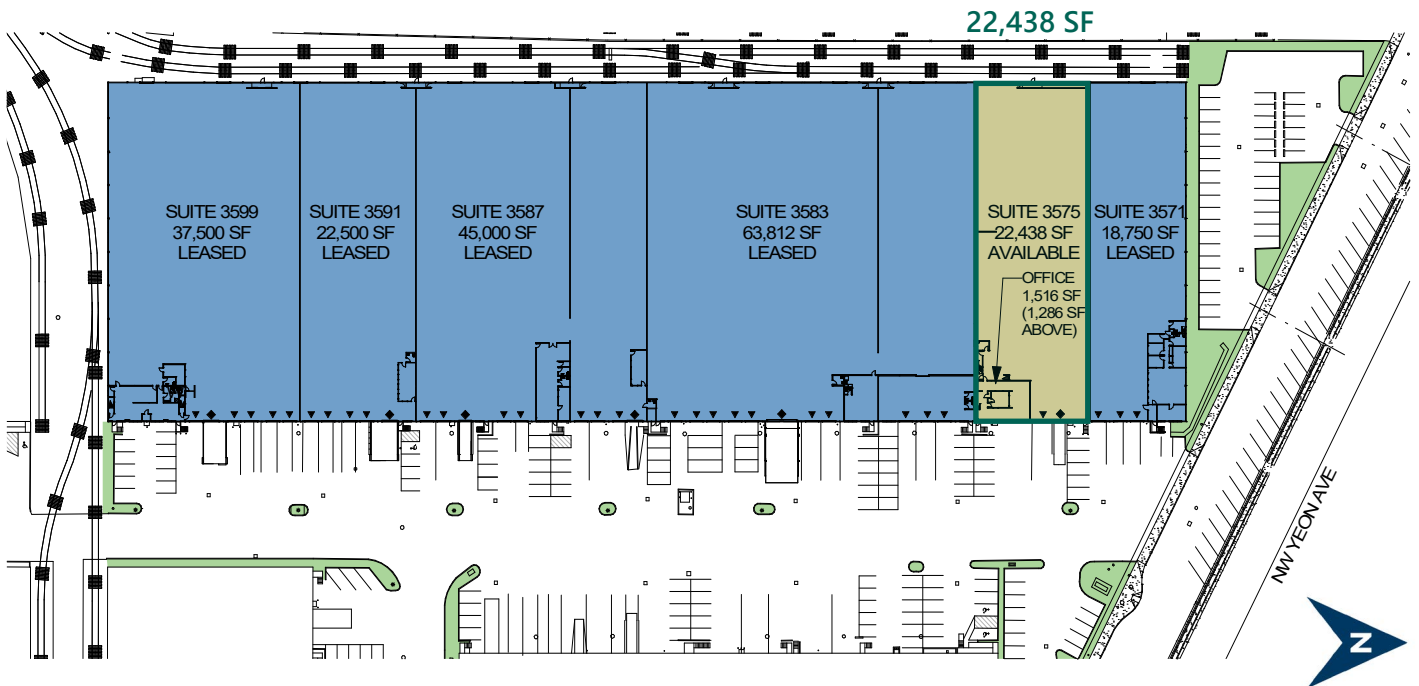 22,438 SF
SUITE 3599
37,500 SF
LEASED
SUITE 3591
22,500 SF
LEASED
SUITE 3587
45,000 SF
LEASED
SUITE 3583
63,812 SF
LEASED
SUITE 3575
22,438 SF
AVAILABLE
OFFICE
1,516 SF
(1,286 SF
ABOVE)
SUITE 3571
18,750 SF
LEASED
NW YEON AVE
N